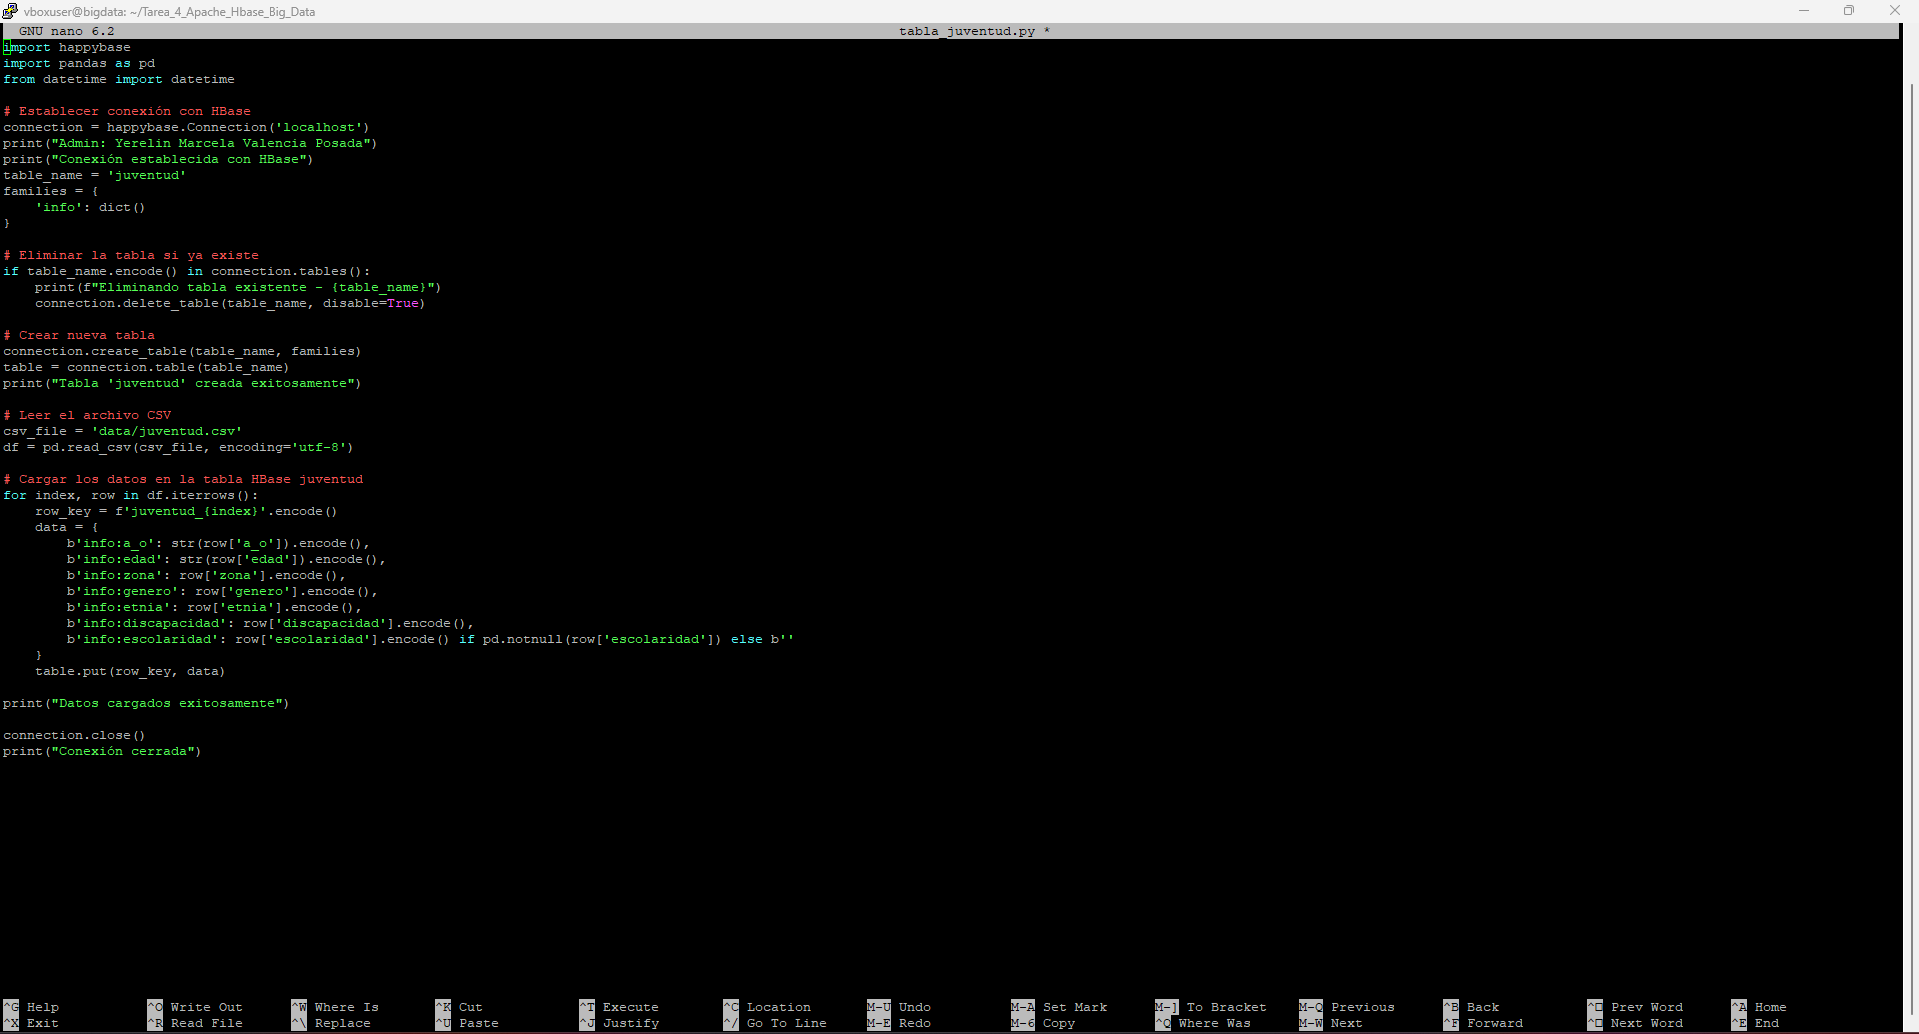 vboxuser@bigdata: ~/Tarea_4_Apache_Hbase_Big_Data
GNU nano 6.2 tabla_juventud.py *
import happybase
import pandas as pd
from datetime import datetime

# Establecer conexión con HBase
connection = happybase.Connection('localhost')
print("Admin: Yerelin Marcela Valencia Posada")
print("Conexión establecida con HBase")
table_name = 'juventud'
families = {
    'info': dict()
}

# Eliminar la tabla si ya existe
if table_name.encode() in connection.tables():
    print(f"Eliminando tabla existente - {table_name}")
    connection.delete_table(table_name, disable=True)

# Crear nueva tabla
connection.create_table(table_name, families)
table = connection.table(table_name)
print("Tabla 'juventud' creada exitosamente")

# Leer el archivo CSV
csv_file = 'data/juventud.csv'
df = pd.read_csv(csv_file, encoding='utf-8')

# Cargar los datos en la tabla HBase juventud
for index, row in df.iterrows():
    row_key = f'juventud_{index}'.encode()
    data = {
        b'info:a_o': str(row['a_o']).encode(),
        b'info:edad': str(row['edad']).encode(),
        b'info:zona': row['zona'].encode(),
        b'info:genero': row['genero'].encode(),
        b'info:etnia': row['etnia'].encode(),
        b'info:discapacidad': row['discapacidad'].encode(),
        b'info:escolaridad': row['escolaridad'].encode() if pd.notnull(row['escolaridad']) else b''
    }
    table.put(row_key, data)

print("Datos cargados exitosamente")

connection.close()
print("Conexión cerrada")

^G Help ^O Write Out ^W Where Is ^K Cut ^T Execute ^C Location M-U Undo M-A Set Mark M-] To Bracket M-Q Previous ^B Back ^□ Prev Word ^A Home
^X Exit ^R Read File ^\ Replace ^U Paste ^J Justify ^/ Go To Line M-E Redo M-6 Copy ^Q Where Was M-W Next ^F Forward ^□ Next Word ^E End